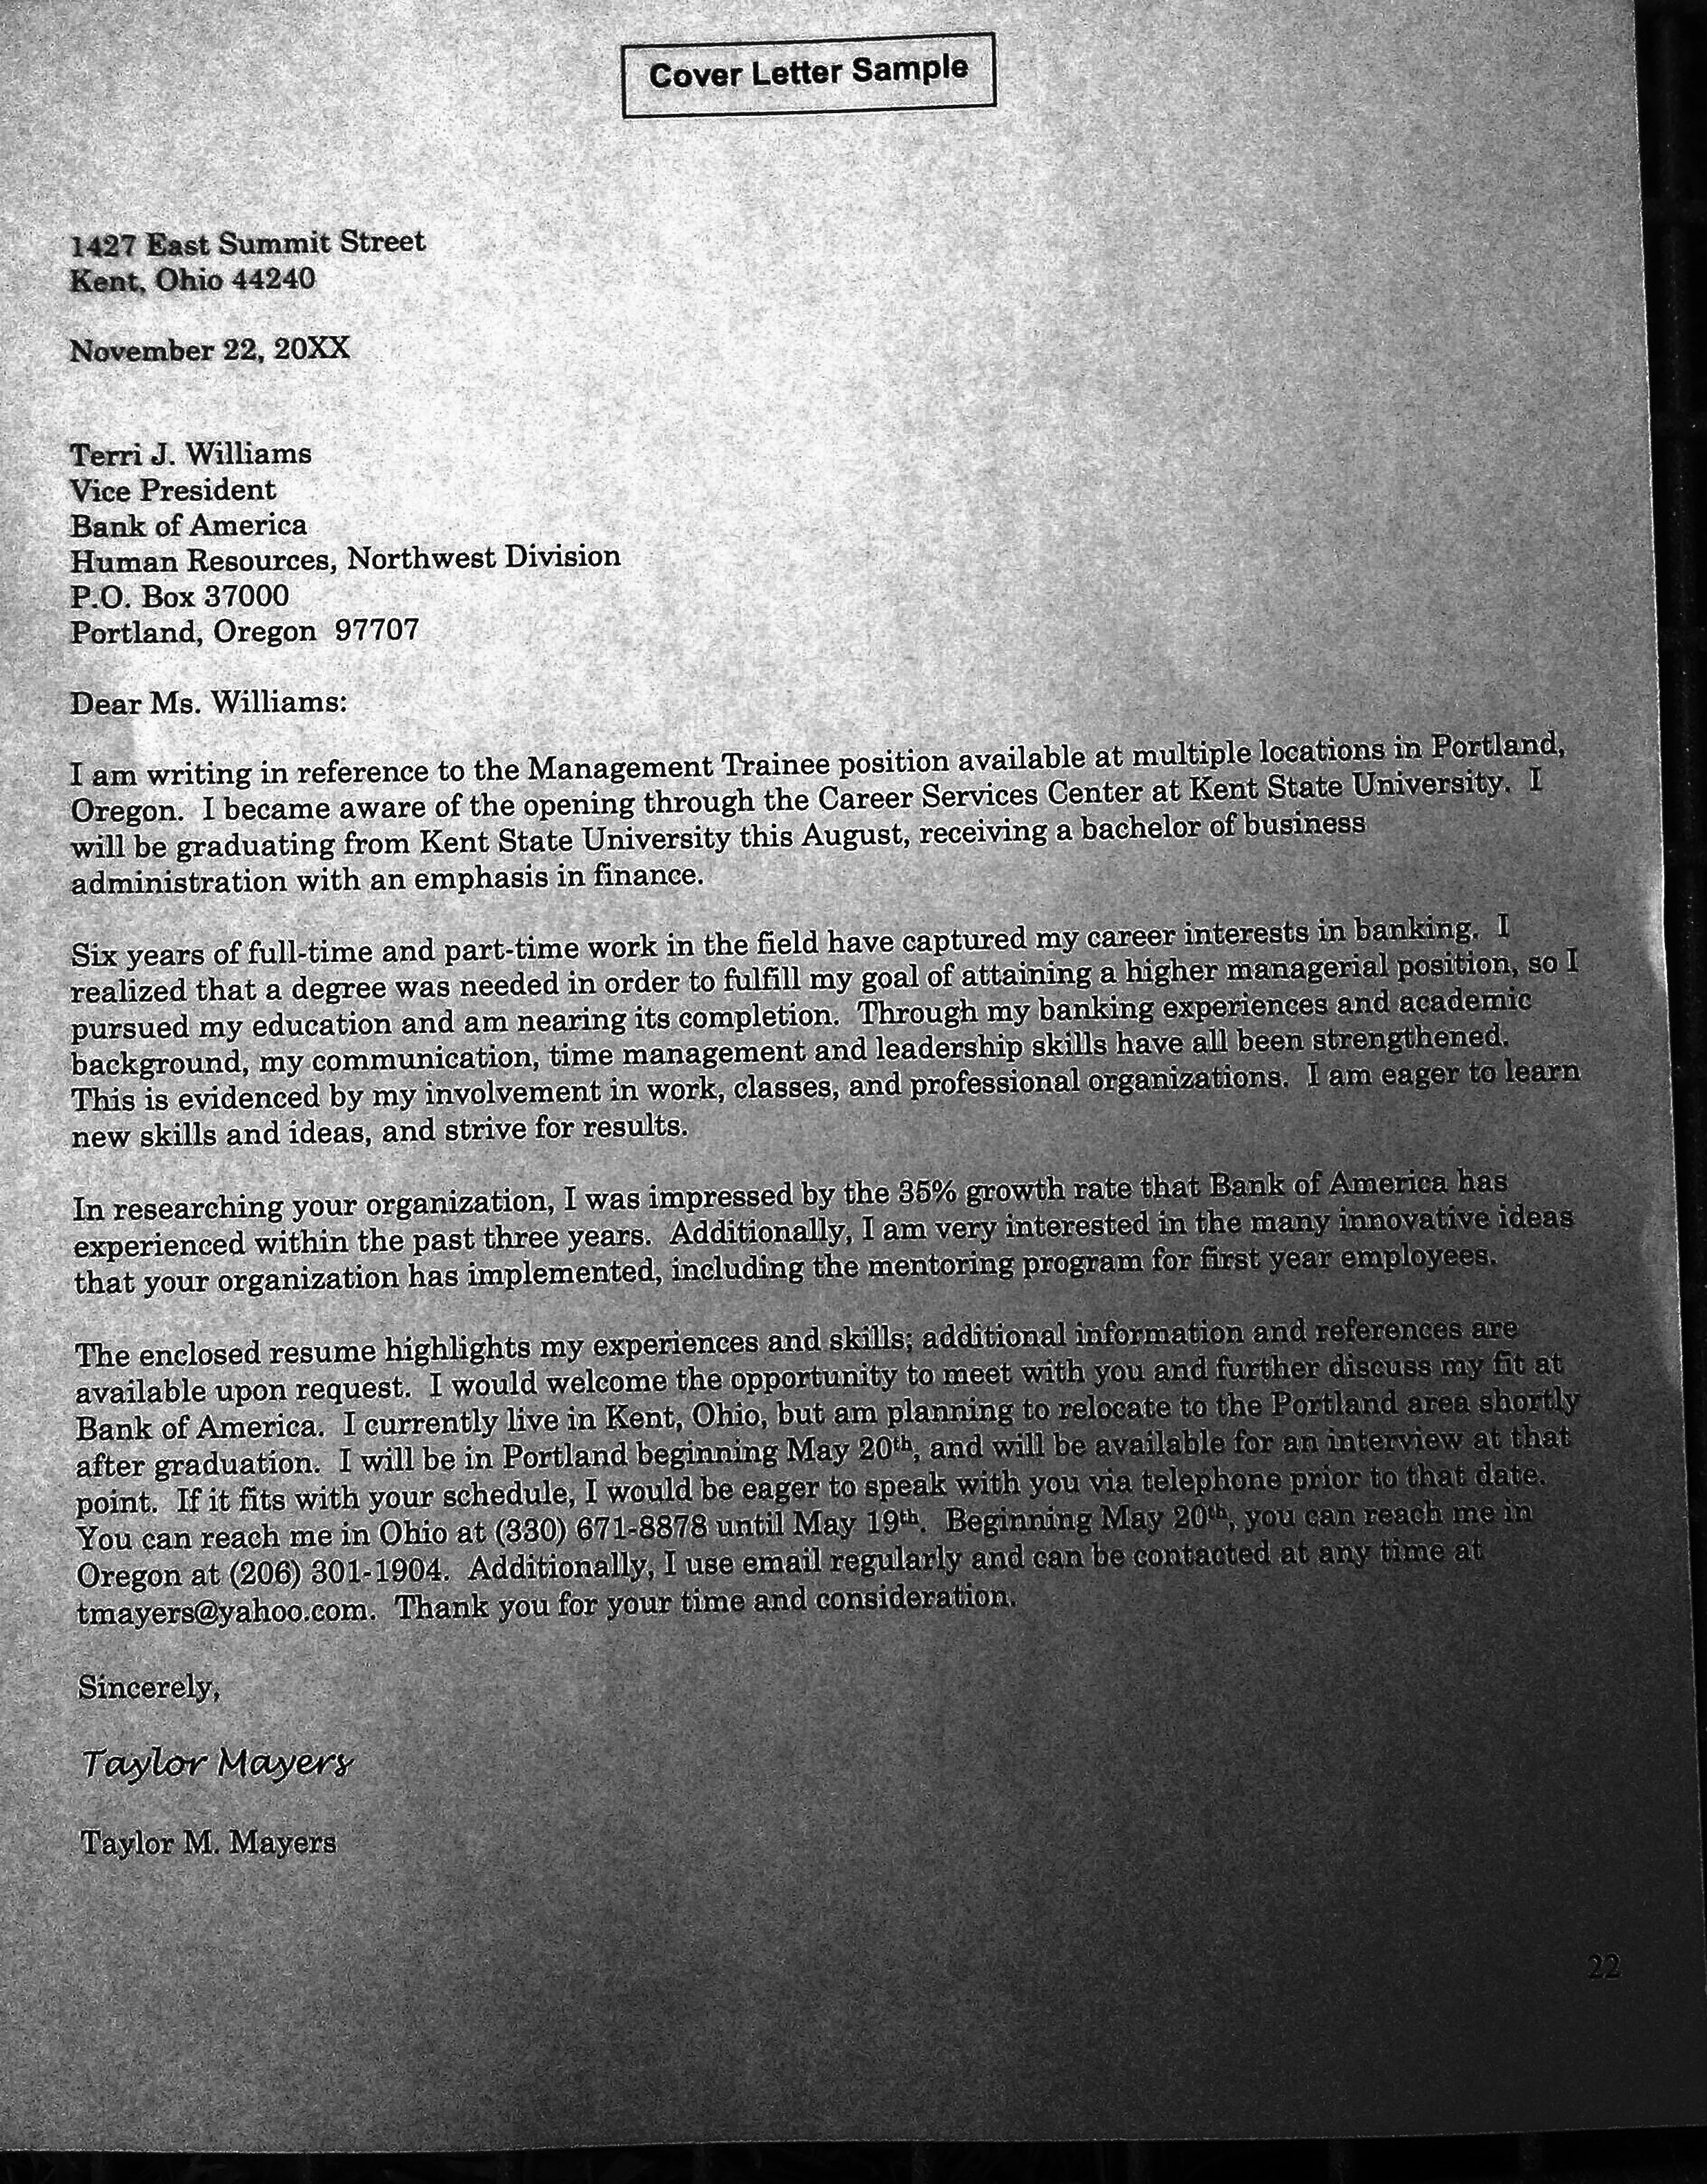 Cover Letter Sample
1427 East Summit Street
Kent, Ohio 44240
November 22, 20XX
Terri J. Williams
Vice President
Bank of America
Human Resources, Northwest Division
P.O. Box 37000
Portland, Oregon  97707
Dear Ms. Williams:
I am writing in reference to the Management Trainee position available at multiple locations in Portland,
Oregon.  I became aware of the opening through the Career Services Center at Kent State University.  I
will be graduating from Kent State University this August, receiving a bachelor of business
administration with an emphasis in finance.
Six years of full-time and part-time work in the field have captured my career interests in banking.  I
realized that a degree was needed in order to fulfill my goal of attaining a higher managerial position, so I
pursued my education and am nearing its completion.  Through my banking experiences and academic
background, my communication, time management and leadership skills have all been strengthened.
This is evidenced by my involvement in work, classes, and professional organizations.  I am eager to learn
new skills and ideas, and strive for results.
In researching your organization, I was impressed by the 35% growth rate that Bank of America has
experienced within the past three years.  Additionally, I am very interested in the many innovative ideas
that your organization has implemented, including the mentoring program for first year employees.
The enclosed resume highlights my experiences and skills; additional information and references are
available upon request.  I would welcome the opportunity to meet with you and further discuss my fit at
Bank of America.  I currently live in Kent, Ohio, but am planning to relocate to the Portland area shortly
after graduation.  I will be in Portland beginning May 20th, and will be available for an interview at that
point.  If it fits with your schedule, I would be eager to speak with you via telephone prior to that date.
You can reach me in Ohio at (330) 671-8878 until May 19th.  Beginning May 20th, you can reach me in
Oregon at (206) 301-1904.  Additionally, I use email regularly and can be contacted at any time at
tmayers@yahoo.com.  Thank you for your time and consideration.
Sincerely,
Taylor Mayers
Taylor M. Mayers
22